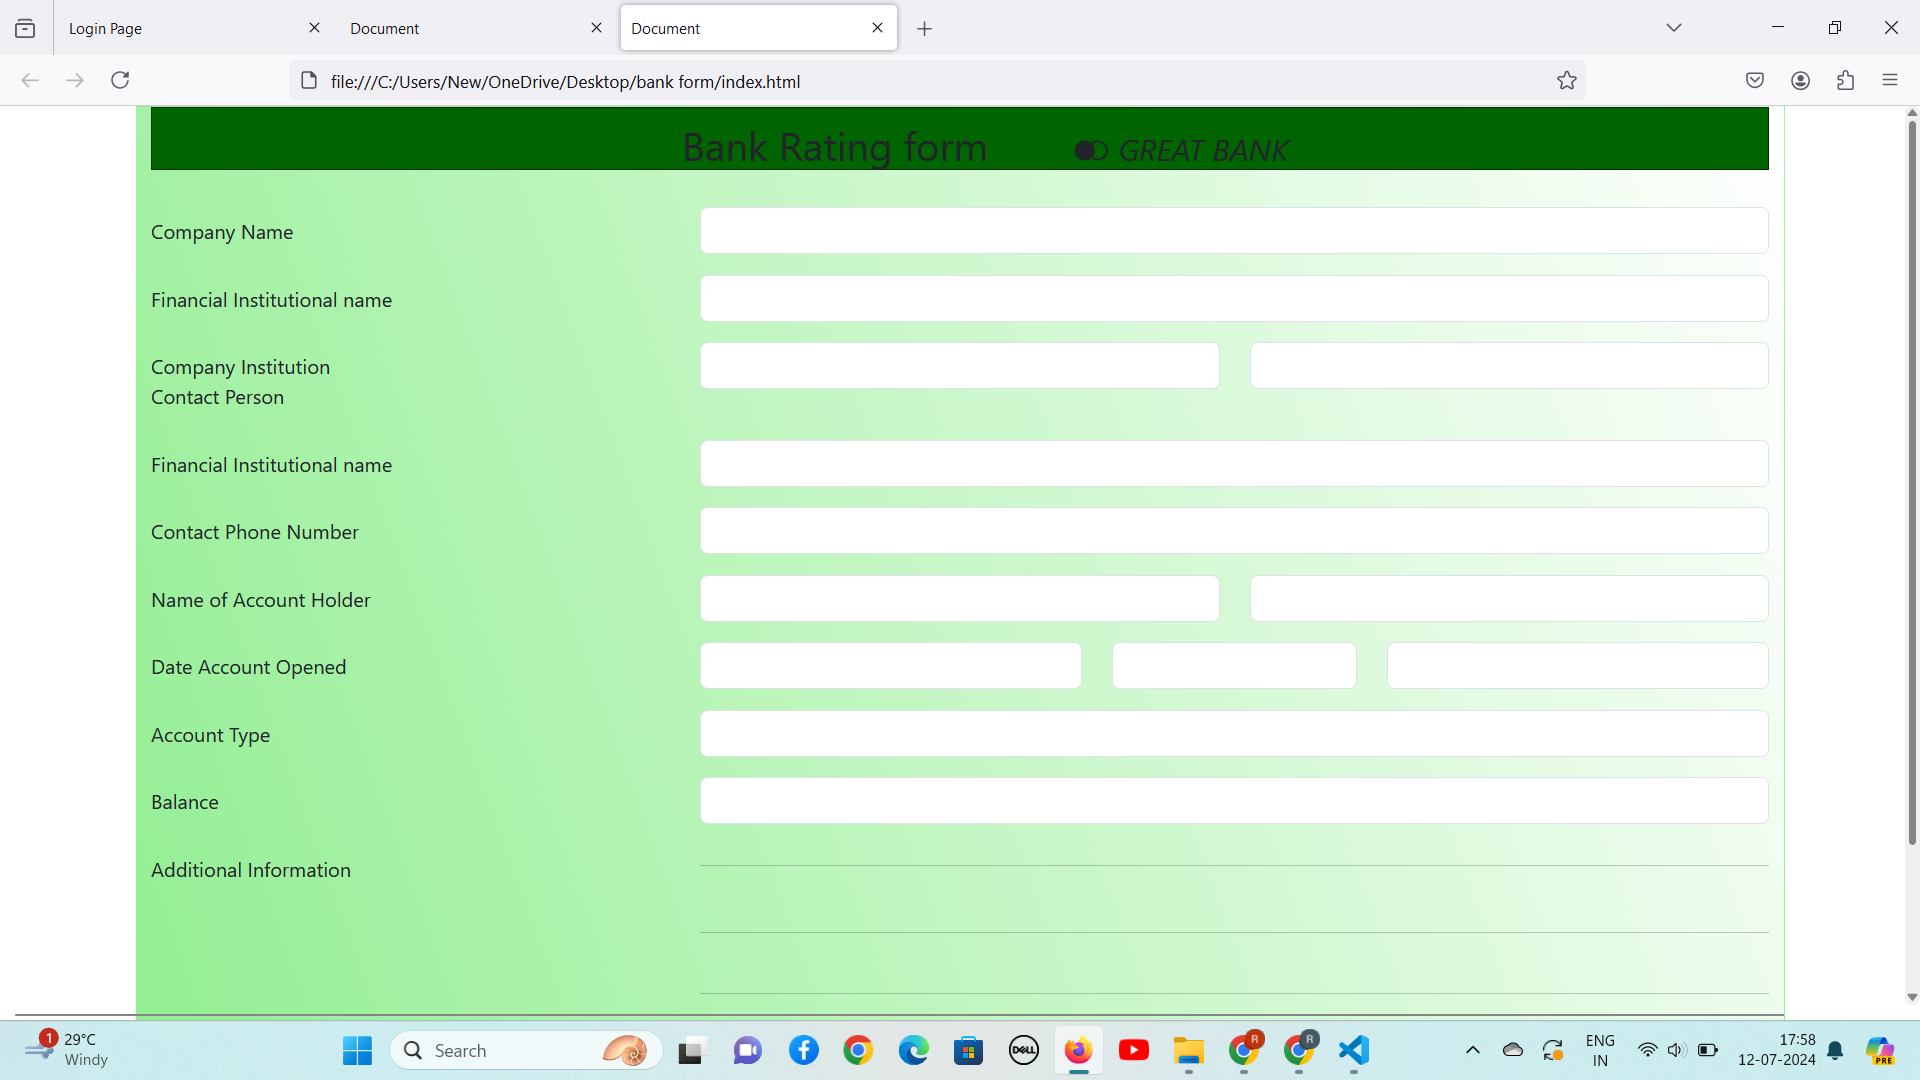 Login Page
Document
Document
file:///C:/Users/New/OneDrive/Desktop/bank form/index.html
Bank Rating form
GREAT BANK
Company Name
Financial Institutional name
Company Institution
Contact Person
Financial Institutional name
Contact Phone Number
Name of Account Holder
Date Account Opened
Account Type
Balance
Additional Information
1
29°C
Windy
Search
DELL
R
R
ENG
IN
17:58
12-07-2024
PRE